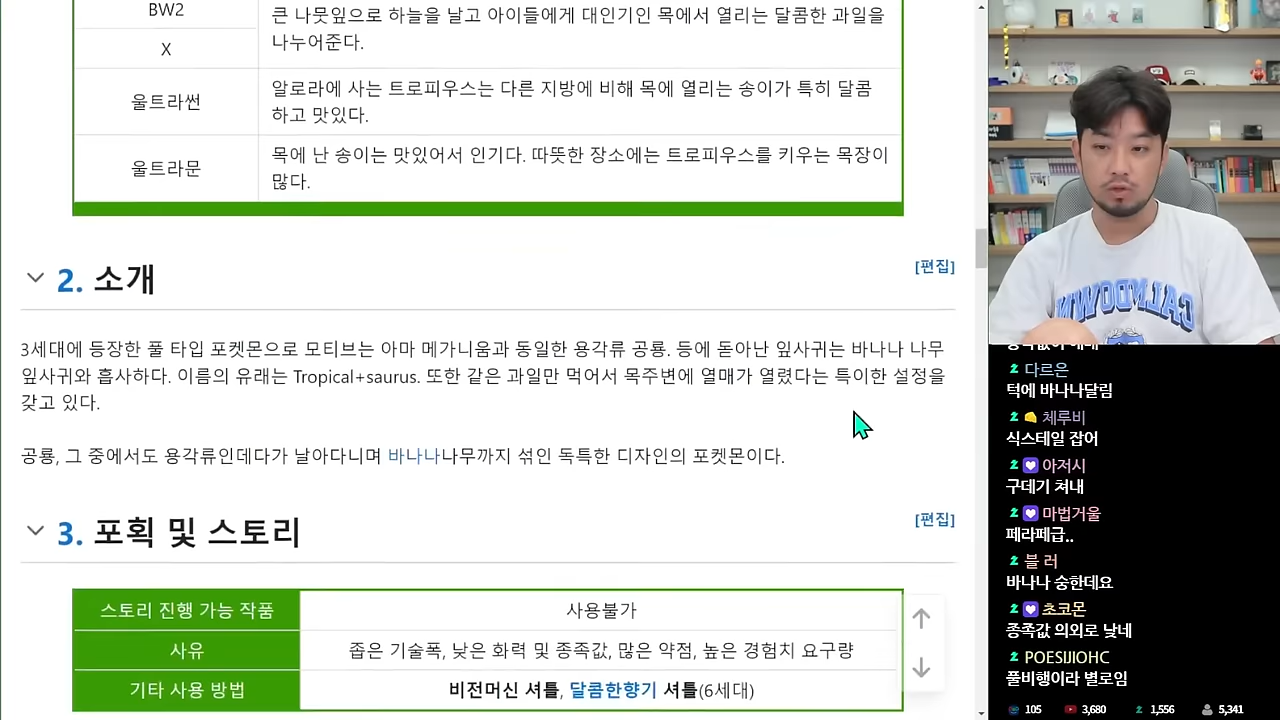 BW2
X
큰 나뭇잎으로 하늘을 날고 아이들에게 대인기인 목에서 열리는 달콤한 과일을
나누어준다.
울트라썬
알로라에 사는 트로피우스는 다른 지방에 비해 목에 열리는 송이가 특히 달콤
하고 맛있다.
울트라문
목에 난 송이는 맛있어서 인기다. 따뜻한 장소에는 트로피우스를 키우는 목장이
많다.
2. 소개
[편집]
3세대에 등장한 풀 타입 포켓몬으로 모티브는 아마 메가니움과 동일한 용각류 공룡. 등에 돋아난 잎사귀는 바나나 나무
잎사귀와 흡사하다. 이름의 유래는 Tropical+saurus. 또한 같은 과일만 먹어서 목주변에 열매가 열렸다는 특이한 설정을
갖고 있다.
공룡, 그 중에서도 용각류인데다가 날아다니며 바나나나무까지 섞인 독특한 디자인의 포켓몬이다.
3. 포획 및 스토리
[편집]
스토리 진행 가능 작품
사용불가
사유
좁은 기술폭, 낮은 화력 및 종족값, 많은 약점, 높은 경험치 요구량
기타 사용 방법
비전머신 셔틀, 달콤한향기 셔틀(6세대)
CALMDOWN
다르은
턱에 바나나달림
체루비
식스테일 잡어
아저시
구데기 쳐내
마법거울
페라페급..
블 러
바나나 숭한데요
초코몬
종족값 의외로 낮네
POESIJIOHC
풀비행이라 별로임
105
3,680
1,556
5,341